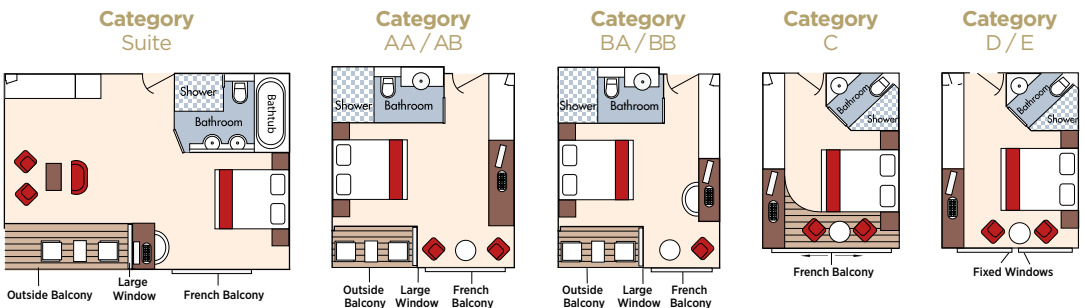 Category
Suite
Category
AA / AB
Category
BA / BB
Category
C
Category
D / E
Shower
Bathroom
Bathtub
Outside Balcony
Large
Window
French Balcony
Shower
Bathroom
Outside
Balcony
Large
Window
French
Balcony
Shower
Bathroom
Outside
Balcony
Large
Window
French
Balcony
Bathroom
Shower
French Balcony
Bathroom
Shower
Fixed Windows